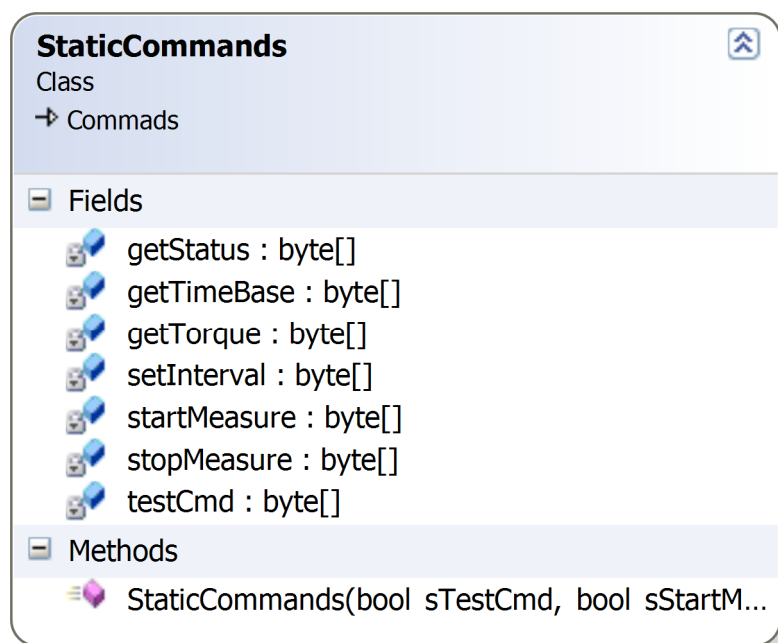 StaticCommands
Class
Commads
Fields
getStatus : byte[]
getTimeBase : byte[]
getTorque : byte[]
setInterval : byte[]
startMeasure : byte[]
stopMeasure : byte[]
testCmd : byte[]
Methods
StaticCommands(bool sTestCmd, bool sStartM...